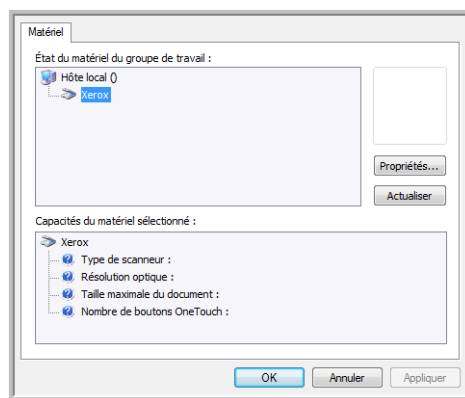 Matériel
État du matériel du groupe de travail :
Hôte local ()
Xerox
Propriétés...
Actualiser
Capacités du matériel sélectionné :
Xerox
Type de scanneur :
Résolution optique :
Taille maximale du document :
Nombre de boutons OneTouch :
OK Annuler Appliquer